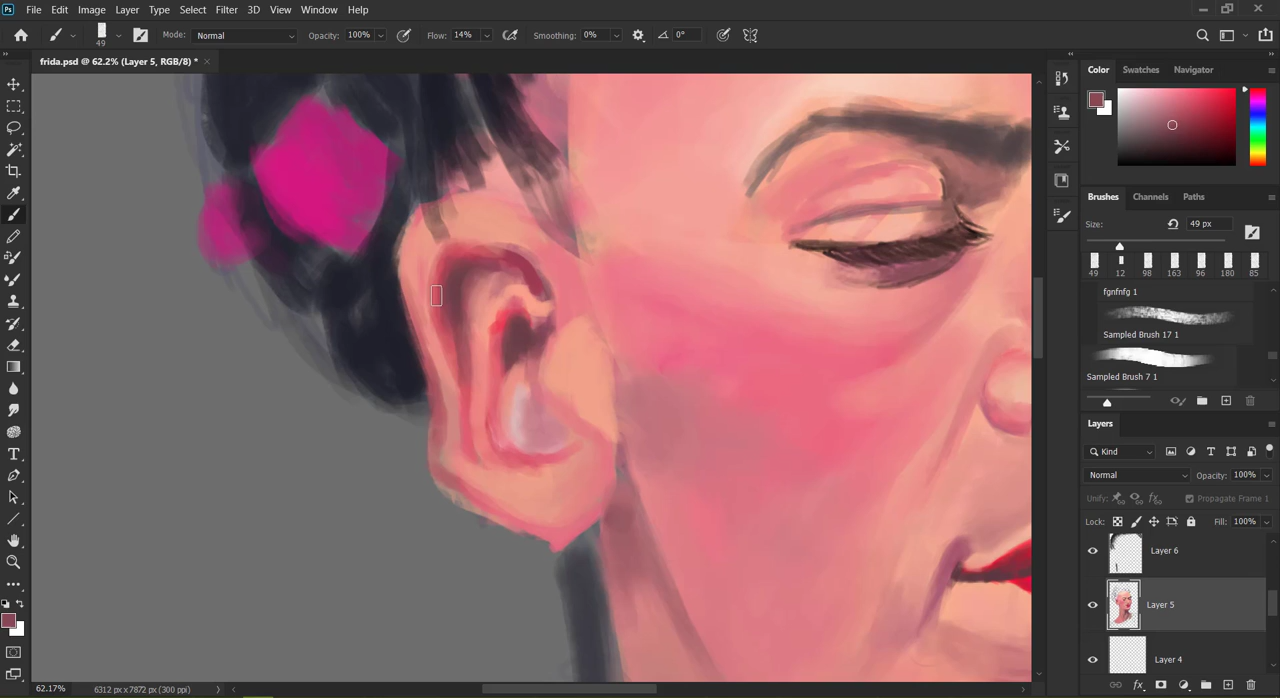 Ps File Edit Image Layer Type Select Filter 3D View Window Help
49 Mode: Normal Opacity: 100% Flow: 14% Smoothing: 0% 0°
frida.psd @ 62.2% (Layer 5, RGB/8) * ×
Color Swatches Navigator
Brushes Channels Paths
Size: 49 px
49 12 98 163 96 180 85
fgnfnfg 1
Sampled Brush 17 1
Sampled Brush 7 1
Layers
Kind
Normal Opacity: 100%
Unify: Propagate Frame 1
Lock: Fill: 100%
Layer 6
Layer 5
Layer 4
62.17% 6312 px x 7872 px (300 ppi)